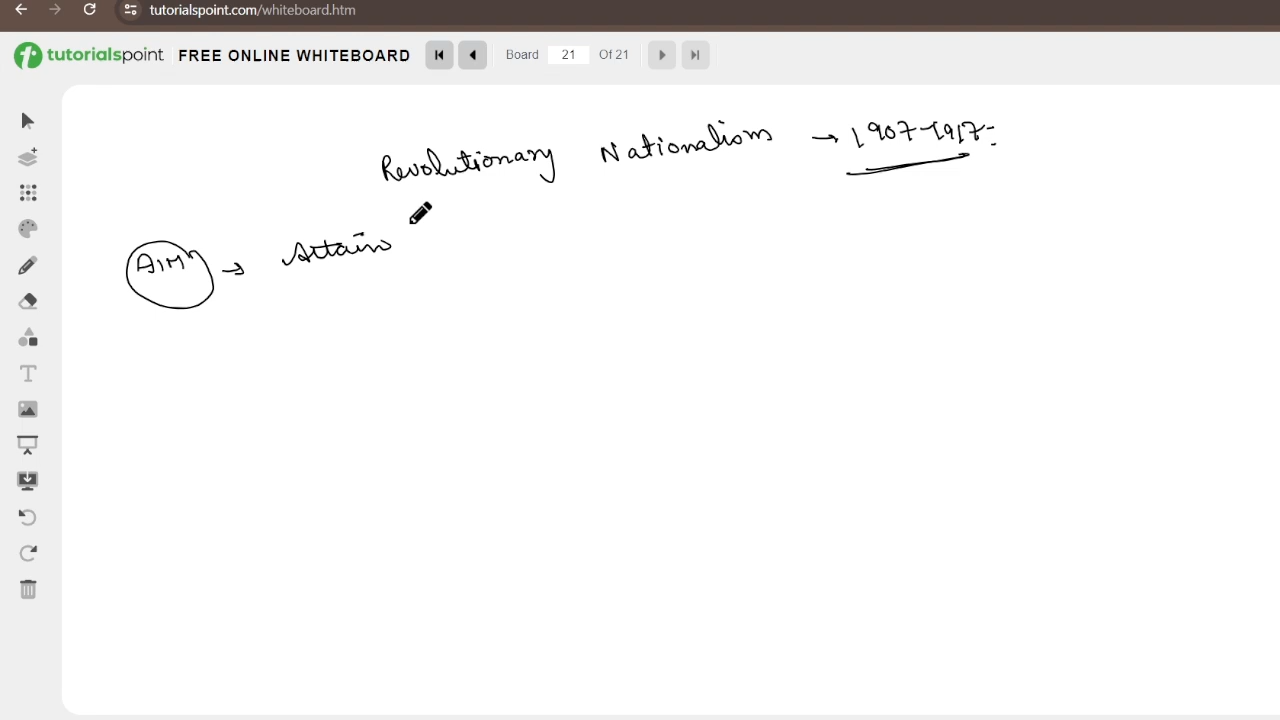 tutorialspoint.com/whiteboard.htm
tutorialspoint FREE ONLINE WHITEBOARD Board 21 Of 21
Revolutionary Nationalism → 1907-1917-
AIM → Attain